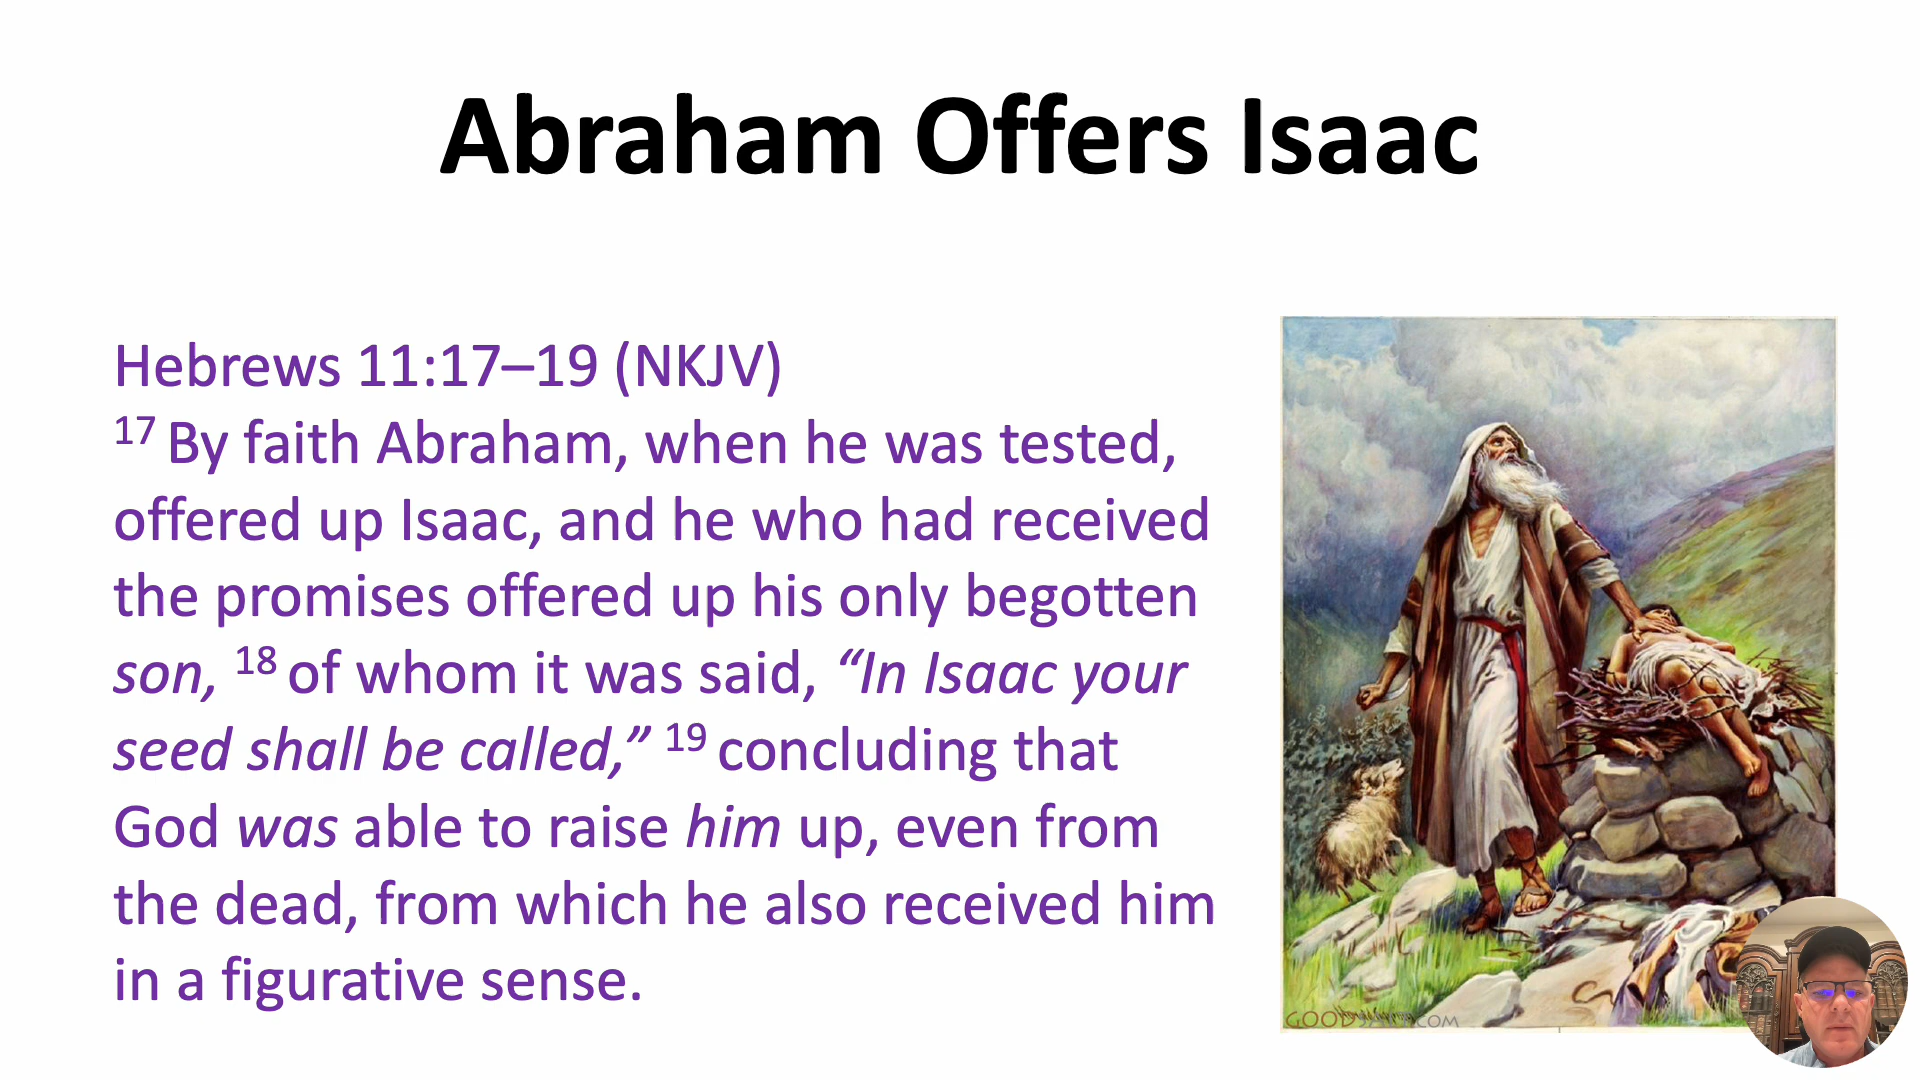 Abraham Offers Isaac
Hebrews 11:17–19 (NKJV)
17 By faith Abraham, when he was tested,
offered up Isaac, and he who had received
the promises offered up his only begotten
son, 18 of whom it was said, “In Isaac your
seed shall be called,” 19 concluding that
God was able to raise him up, even from
the dead, from which he also received him
in a figurative sense.